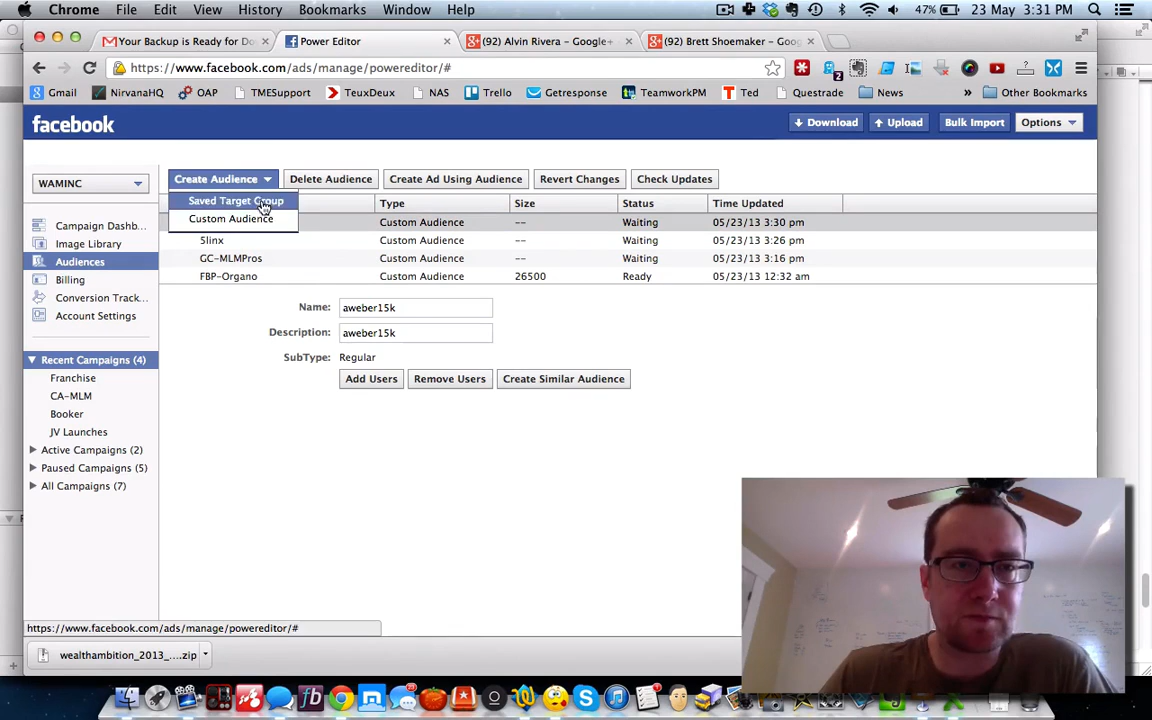 Chrome File Edit View History Bookmarks Window Help 47% 23 May 3:31 PM
Your Backup is Ready for Do
Power Editor
(92) Alvin Rivera – Google+
(92) Brett Shoemaker – Goo
https://www.facebook.com/ads/manage/powereditor/#
2
Gmail NirvanaHQ OAP TMESupport TeuxDeux NAS Trello Getresponse TeamworkPM Ted Questrade News » Other Bookmarks
facebook
Download Upload Bulk Import Options
WAMINC
Create Audience Delete Audience Create Ad Using Audience Revert Changes Check Updates
Saved Target Group
Custom Audience
Type Size Status Time Updated
Custom Audience -- Waiting 05/23/13 3:30 pm
5linx Custom Audience -- Waiting 05/23/13 3:26 pm
GC-MLMPros Custom Audience -- Waiting 05/23/13 3:16 pm
FBP-Organo Custom Audience 26500 Ready 05/23/13 12:32 am
Campaign Dashb...
Image Library
Audiences
Billing
Conversion Track...
Account Settings
Name: aweber15k
Description: aweber15k
SubType: Regular
Add Users Remove Users Create Similar Audience
Recent Campaigns (4)
Franchise
CA-MLM
Booker
JV Launches
Active Campaigns (2)
Paused Campaigns (5)
All Campaigns (7)
https://www.facebook.com/ads/manage/powereditor/#
wealthambition_2013_....zip